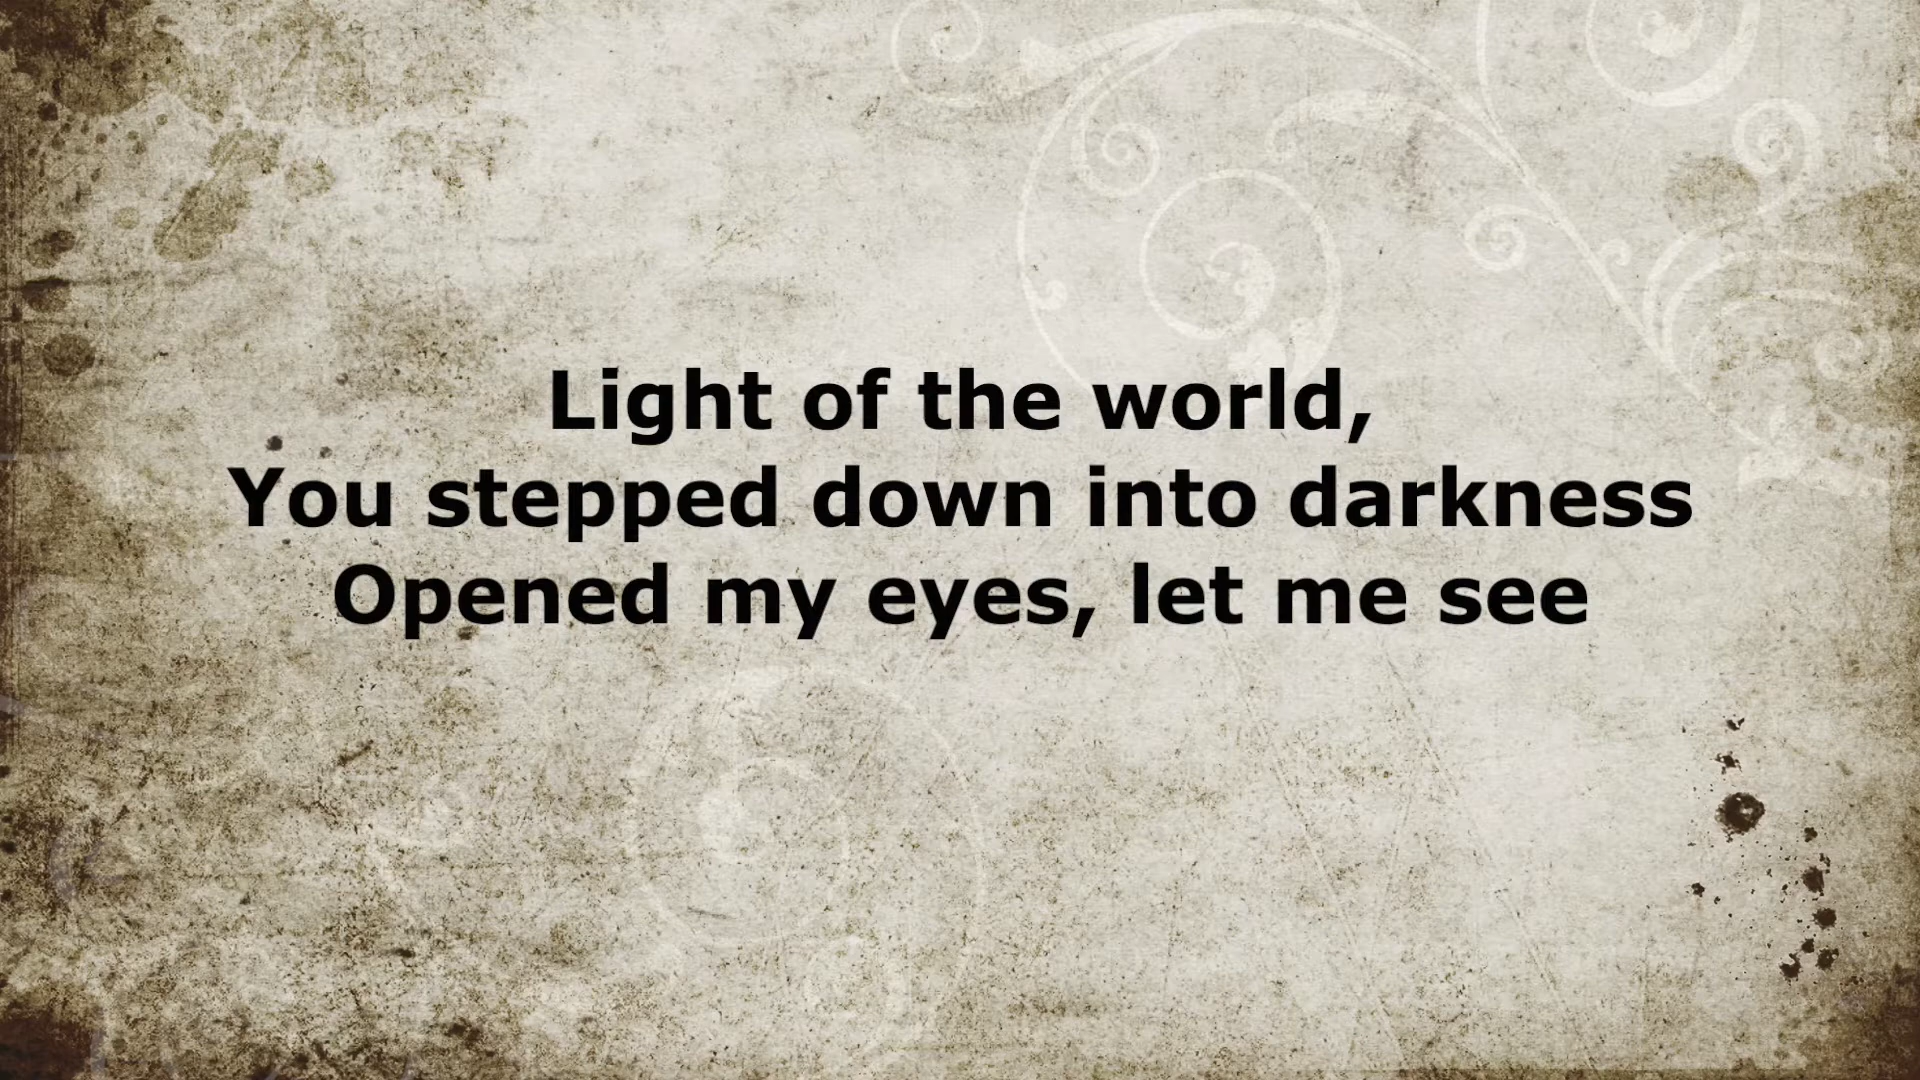 Light of the world,
You stepped down into darkness
Opened my eyes, let me see